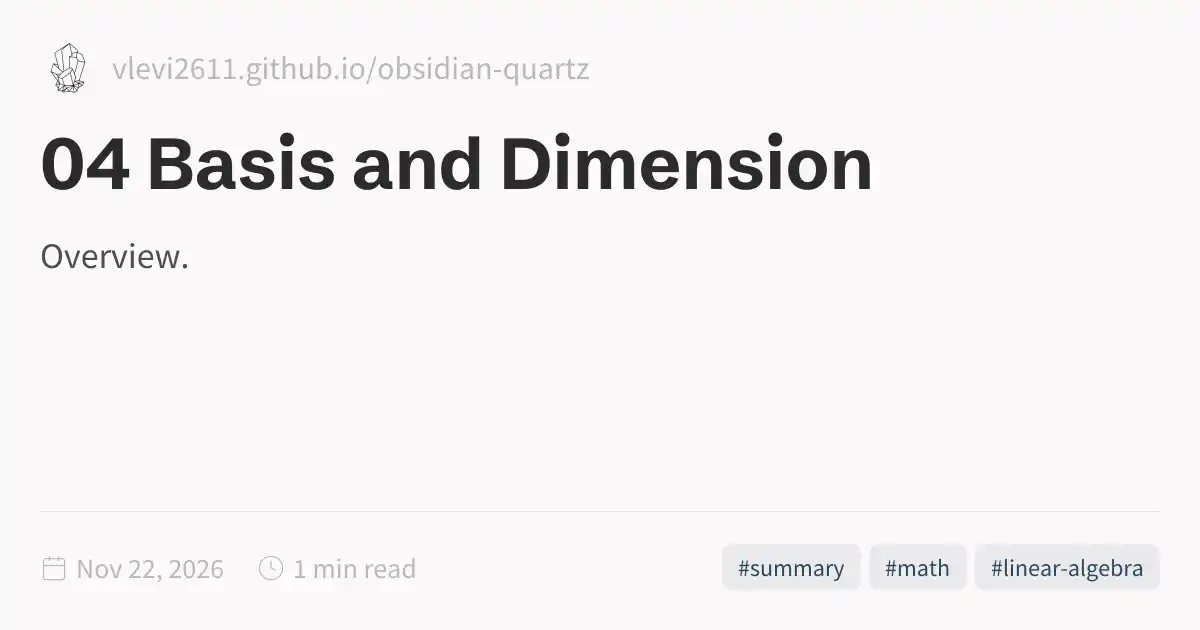 vlevi2611.github.io/obsidian-quartz
04 Basis and Dimension
Overview.
Nov 22, 2026 1 min read #summary #math #linear-algebra